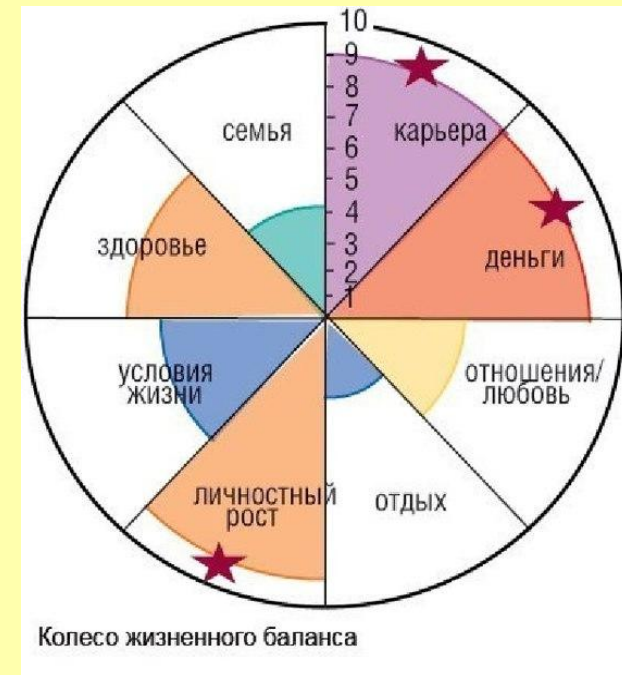 10
9
8
7
6
5
4
3
2
1
семья
карьера
здоровье
деньги
условия
жизни
отношения/
любовь
личностный
рост
отдых
Колесо жизненного баланса